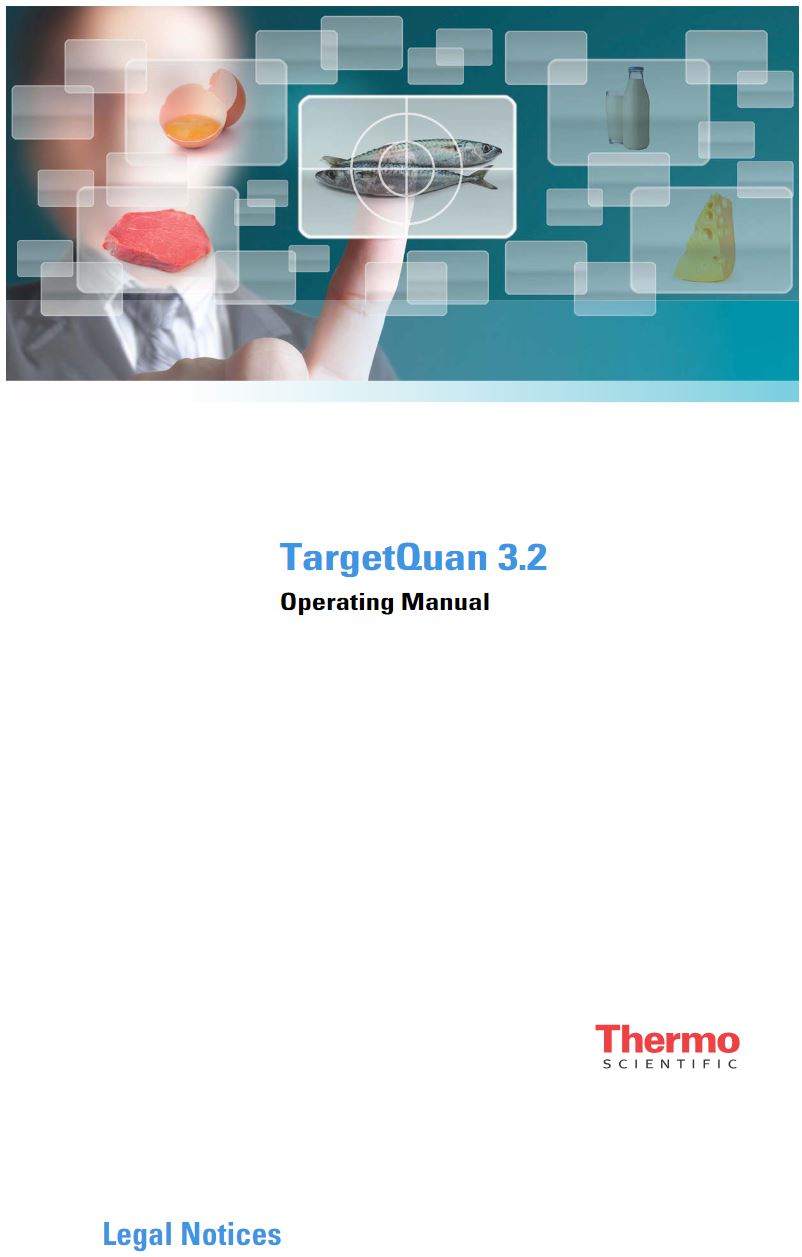 TargetQuan 3.2
Operating Manual
Thermo
SCIENTIFIC
Legal Notices